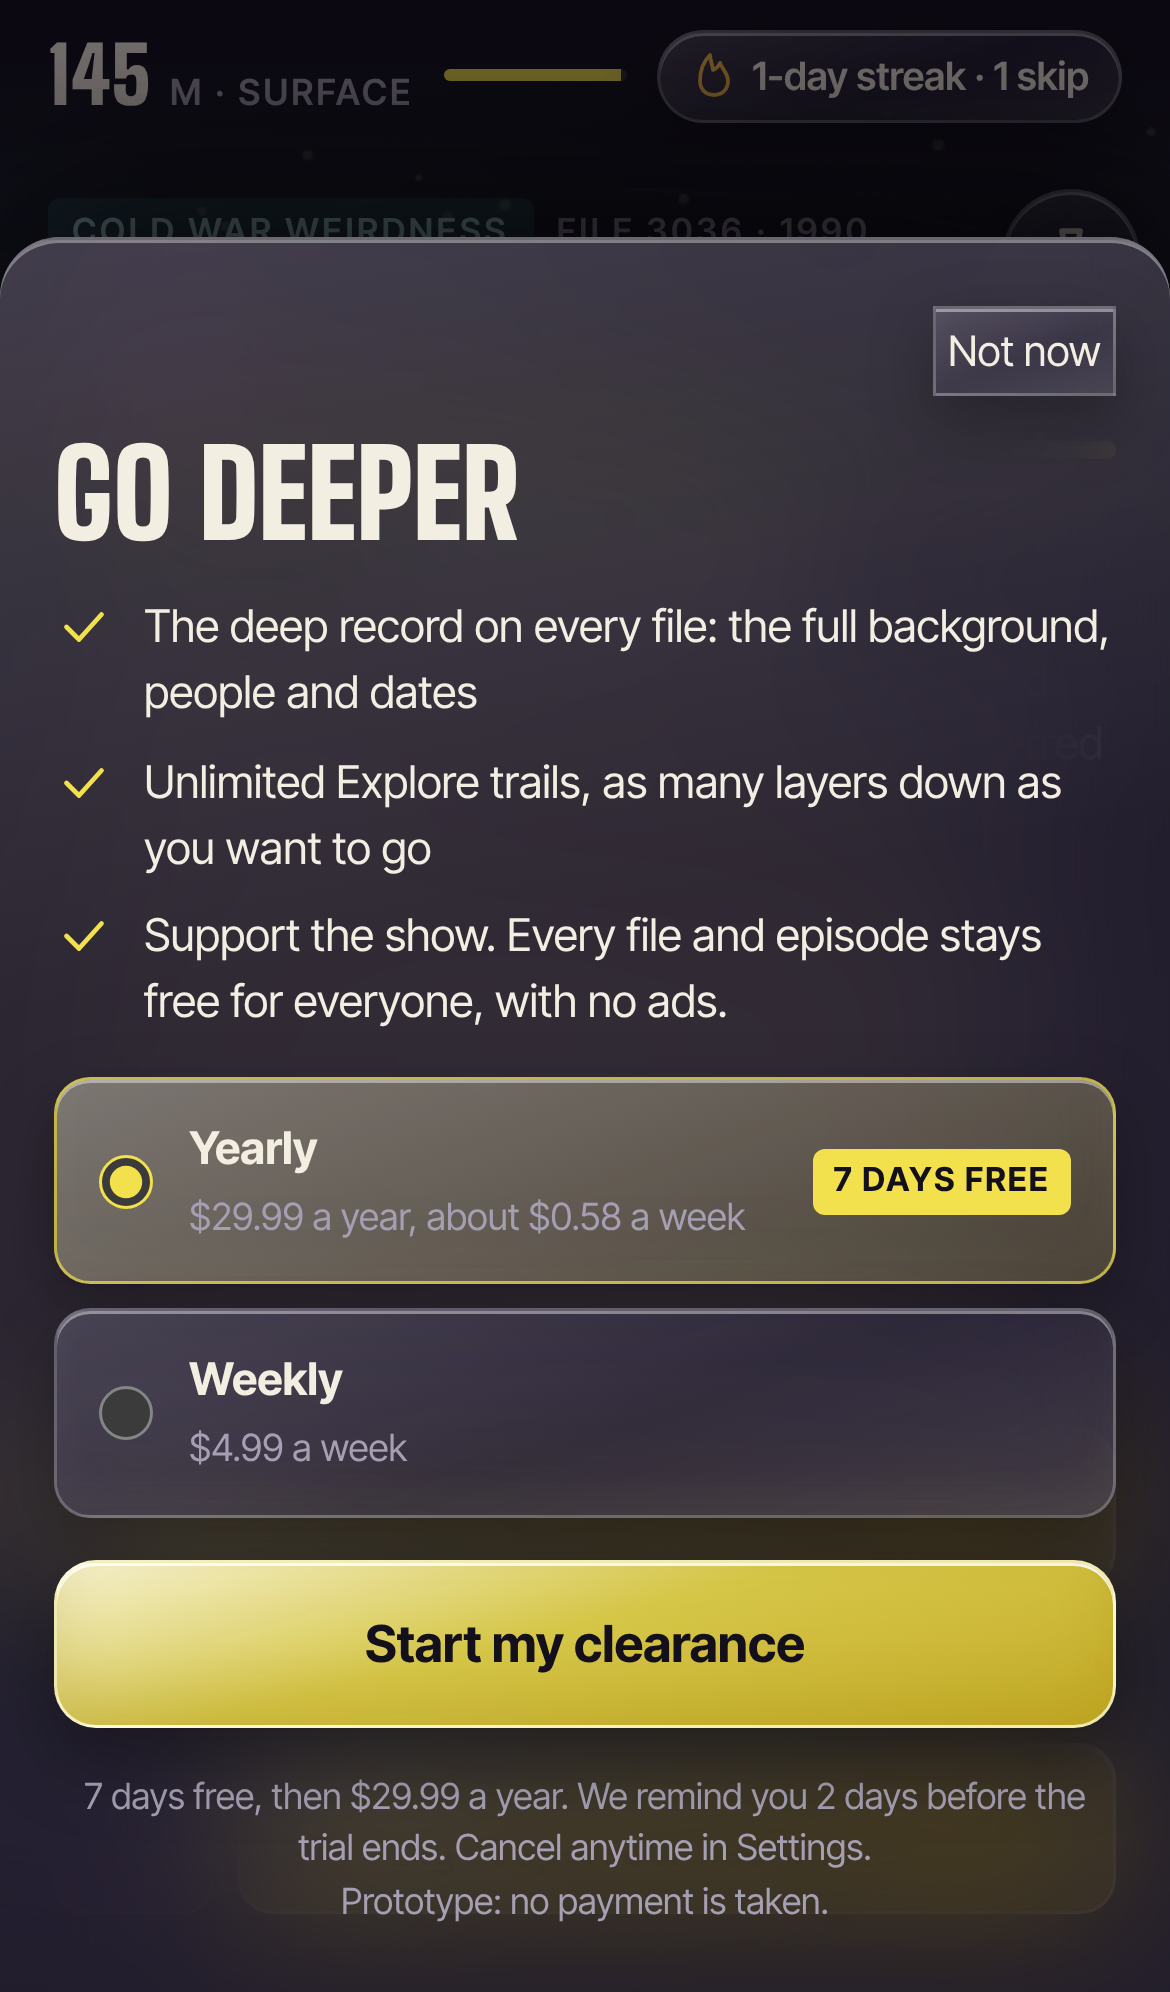 145 M · SURFACE
1-day streak · 1 skip
COLD WAR WEIRDNESS
FILE 3036 · 1990
Not now
GO DEEPER
The deep record on every file: the full background,
people and dates
Unlimited Explore trails, as many layers down as
you want to go
Support the show. Every file and episode stays
free for everyone, with no ads.
Yearly
$29.99 a year, about $0.58 a week
7 DAYS FREE
Weekly
$4.99 a week
Start my clearance
7 days free, then $29.99 a year. We remind you 2 days before the
trial ends. Cancel anytime in Settings.
Prototype: no payment is taken.